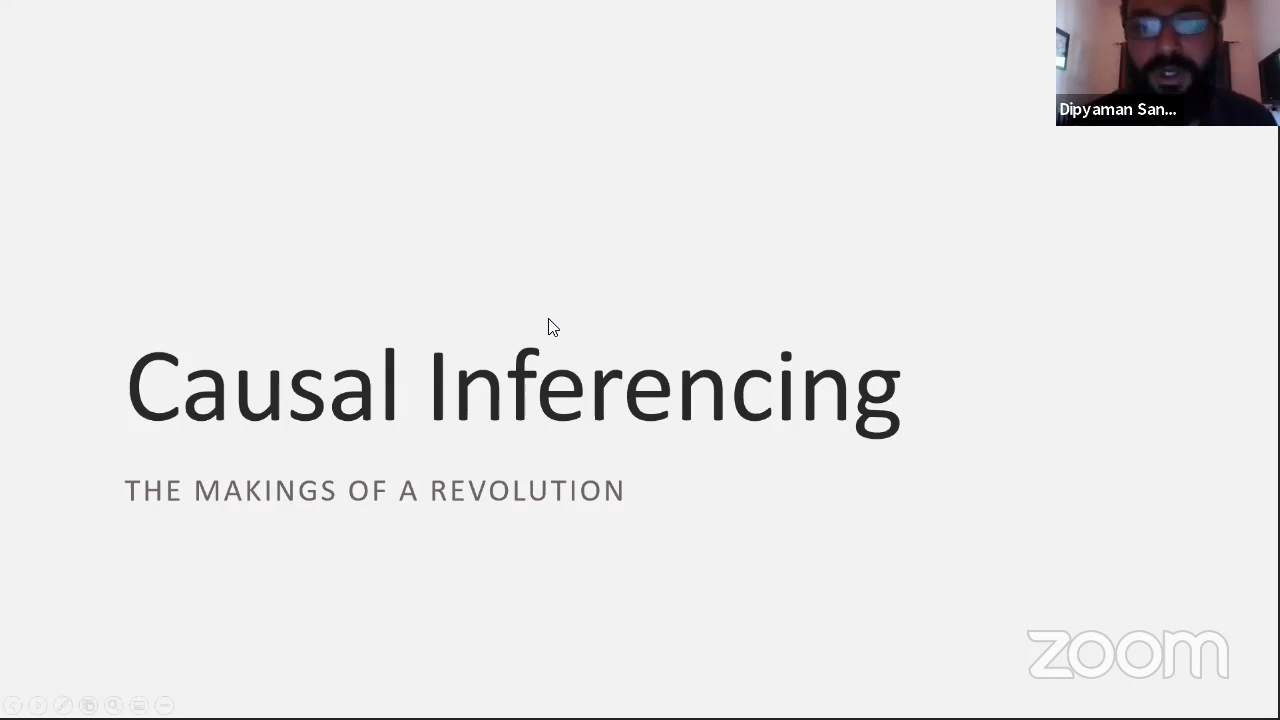 Dipyaman San...
Causal Inferencing
THE MAKINGS OF A REVOLUTION
zoom